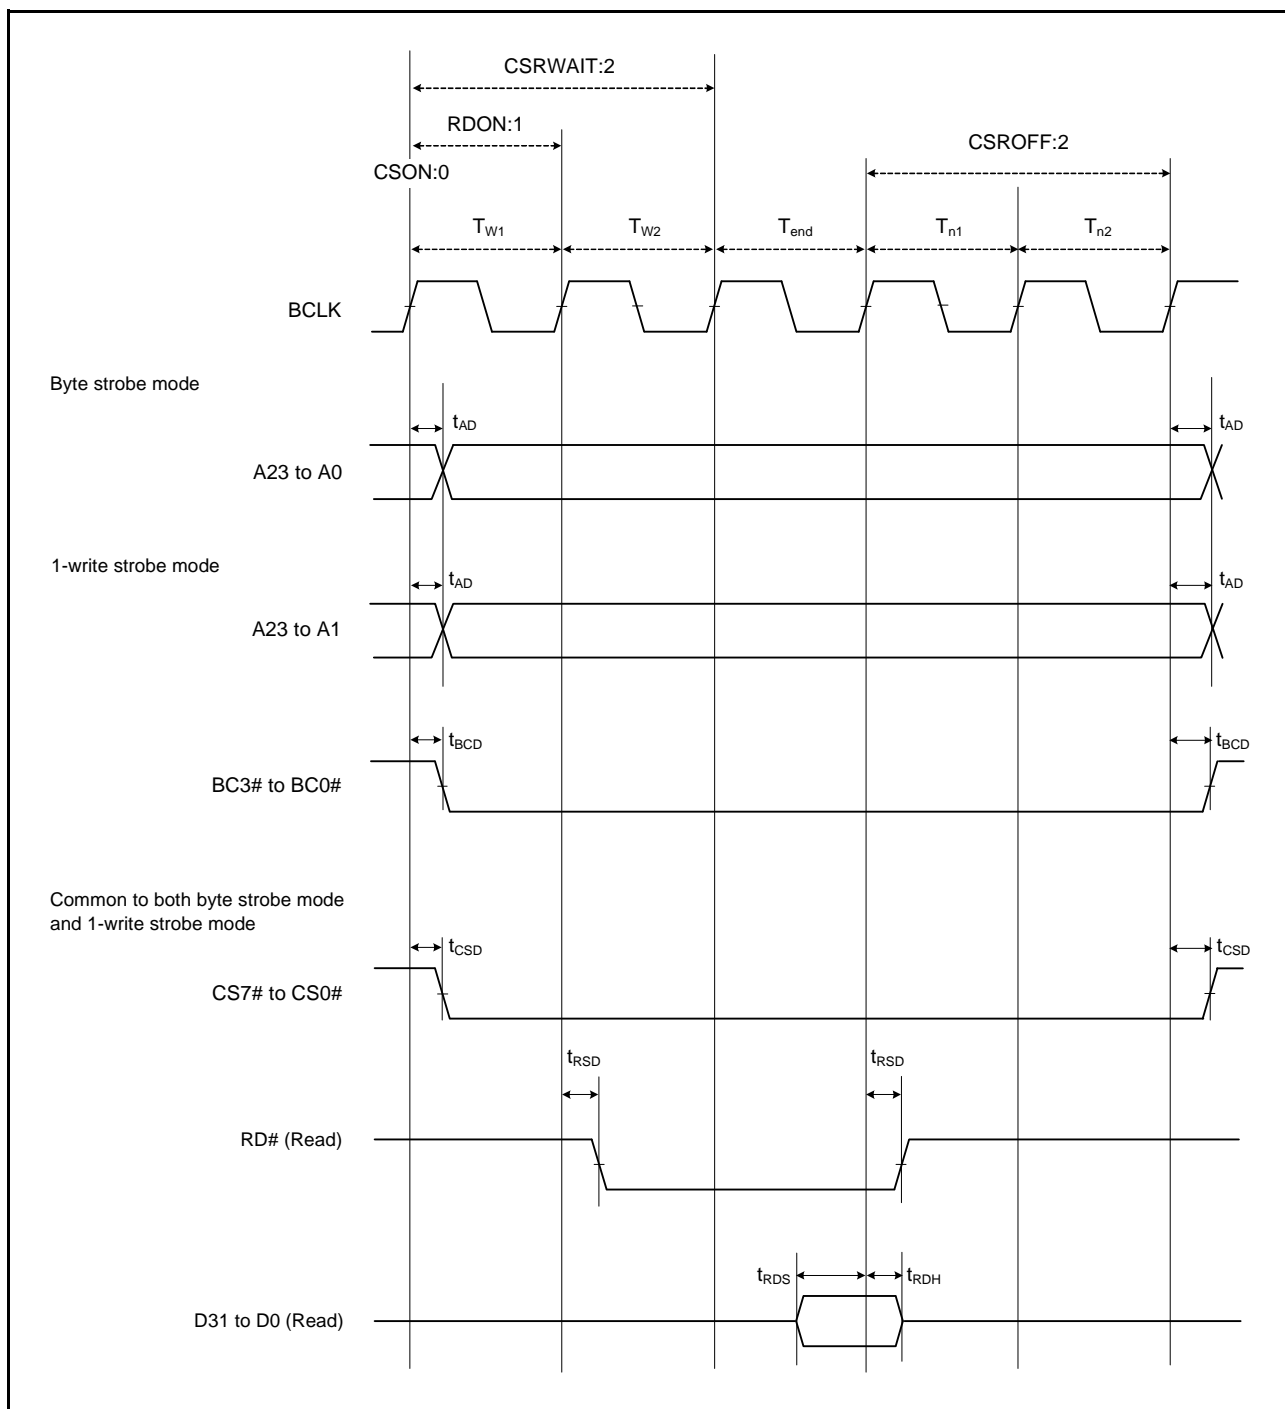 CSRWAIT:2
RDON:1
CSROFF:2
CSON:0
TW1 TW2 Tend Tn1 Tn2
BCLK
Byte strobe mode
tAD tAD
A23 to A0
1-write strobe mode
tAD tAD
A23 to A1
tBCD tBCD
BC3# to BC0#
Common to both byte strobe mode
and 1-write strobe mode
tCSD tCSD
CS7# to CS0#
tRSD tRSD
RD# (Read)
tRDS tRDH
D31 to D0 (Read)